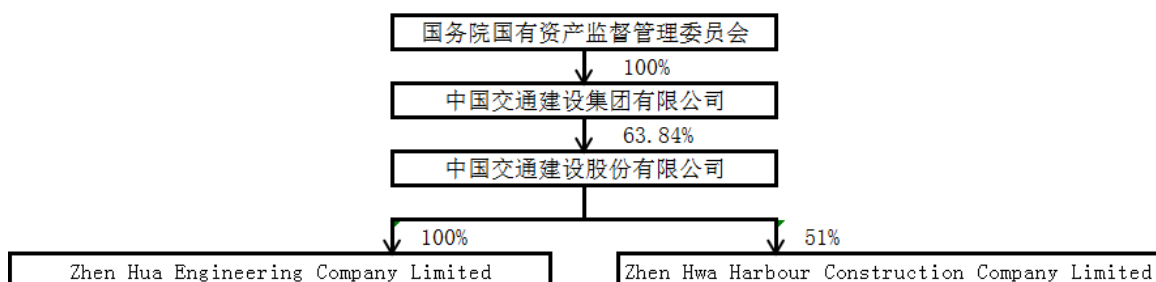 国务院国有资产监督管理委员会
100%
中国交通建设集团有限公司
63.84%
中国交通建设股份有限公司
100%
51%
Zhen Hua Engineering Company Limited
Zhen Hwa Harbour Construction Company Limited